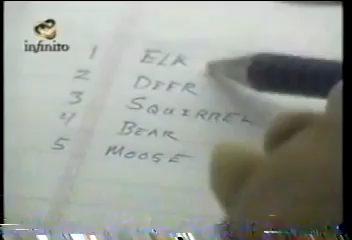 infinito
1 ELK
2 DEER
3 SQUIRREL
4 BEAR
5 MOOSE